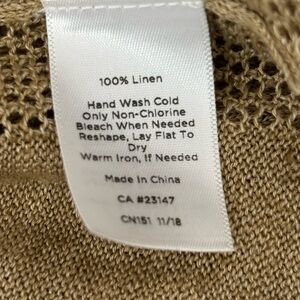 100% Linen
Hand Wash Cold
Only Non-Chlorine
Bleach When Needed
Reshape, Lay Flat To
Dry
Warm Iron, If Needed
Made in China
CA #23147
CN151 11/18